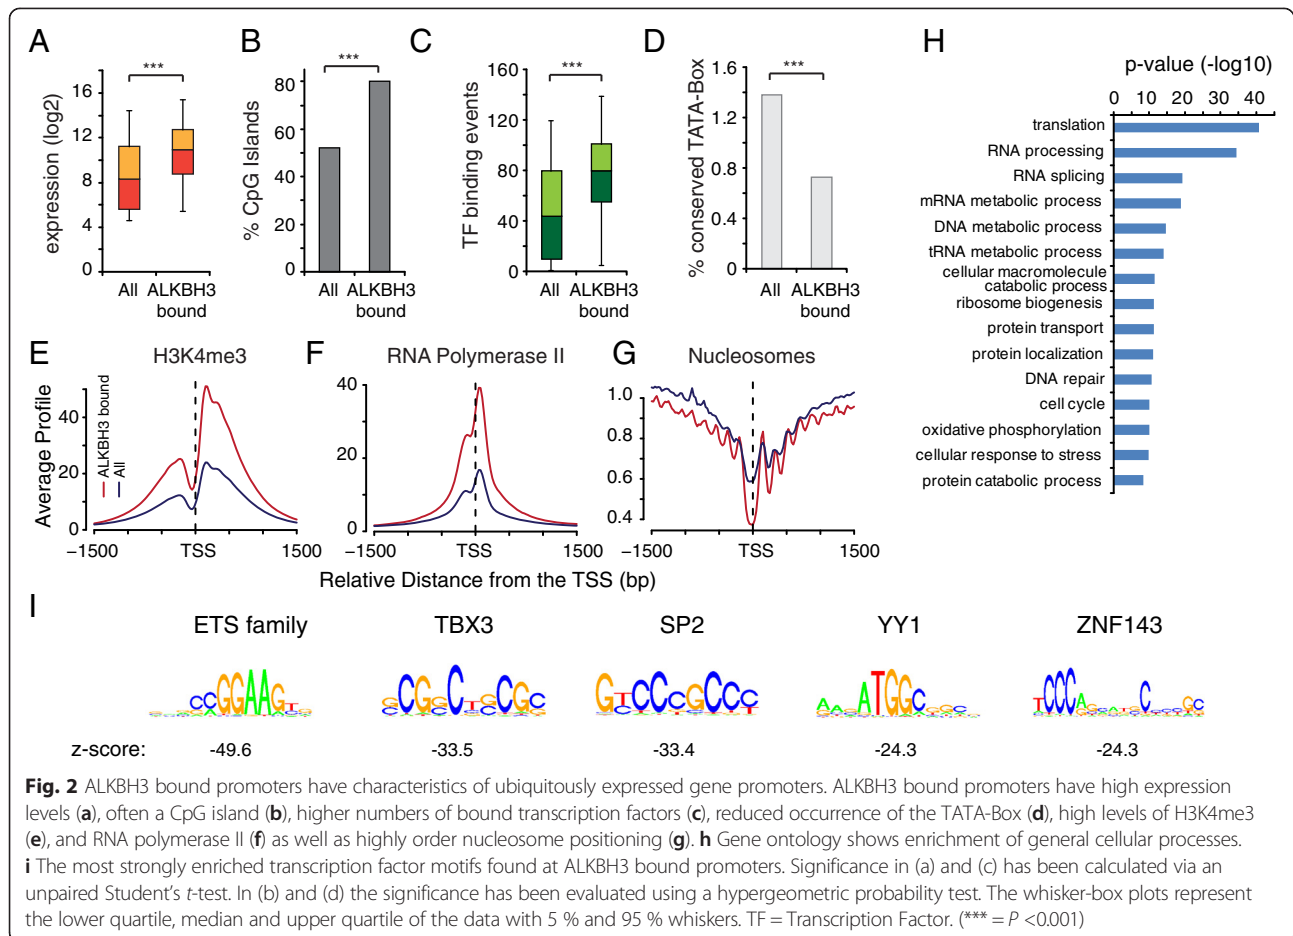 A
***
expression (log2)
16
12
8
4
0
All
ALKBH3
bound
B
***
% CpG Islands
80
60
40
20
0
All
ALKBH3
bound
C
***
TF binding events
160
120
80
40
0
All
ALKBH3
bound
D
***
% conserved TATA-Box
1.6
1.2
0.8
0.4
0
All
ALKBH3
bound
H
p-value (-log10)
0 10 20 30 40
translation
RNA processing
RNA splicing
mRNA metabolic process
DNA metabolic process
tRNA metabolic process
cellular macromolecule
catabolic process
ribosome biogenesis
protein transport
protein localization
DNA repair
cell cycle
oxidative phosphorylation
cellular response to stress
protein catabolic process
E
H3K4me3
Average Profile
ALKBH3 bound
All
40
20
0
−1500 TSS 1500
F
RNA Polymerase II
40
20
0
−1500 TSS 1500
G
Nucleosomes
1.0
0.8
0.6
0.4
−1500 TSS 1500
Relative Distance from the TSS (bp)
I
ETS family TBX3 SP2 YY1 ZNF143
z-score: -49.6 -33.5 -33.4 -24.3 -24.3
Fig. 2 ALKBH3 bound promoters have characteristics of ubiquitously expressed gene promoters. ALKBH3 bound promoters have high expression
levels (a), often a CpG island (b), higher numbers of bound transcription factors (c), reduced occurrence of the TATA-Box (d), high levels of H3K4me3
(e), and RNA polymerase II (f) as well as highly order nucleosome positioning (g). h Gene ontology shows enrichment of general cellular processes.
i The most strongly enriched transcription factor motifs found at ALKBH3 bound promoters. Significance in (a) and (c) has been calculated via an
unpaired Student's t-test. In (b) and (d) the significance has been evaluated using a hypergeometric probability test. The whisker-box plots represent
the lower quartile, median and upper quartile of the data with 5 % and 95 % whiskers. TF = Transcription Factor. (*** = P <0.001)